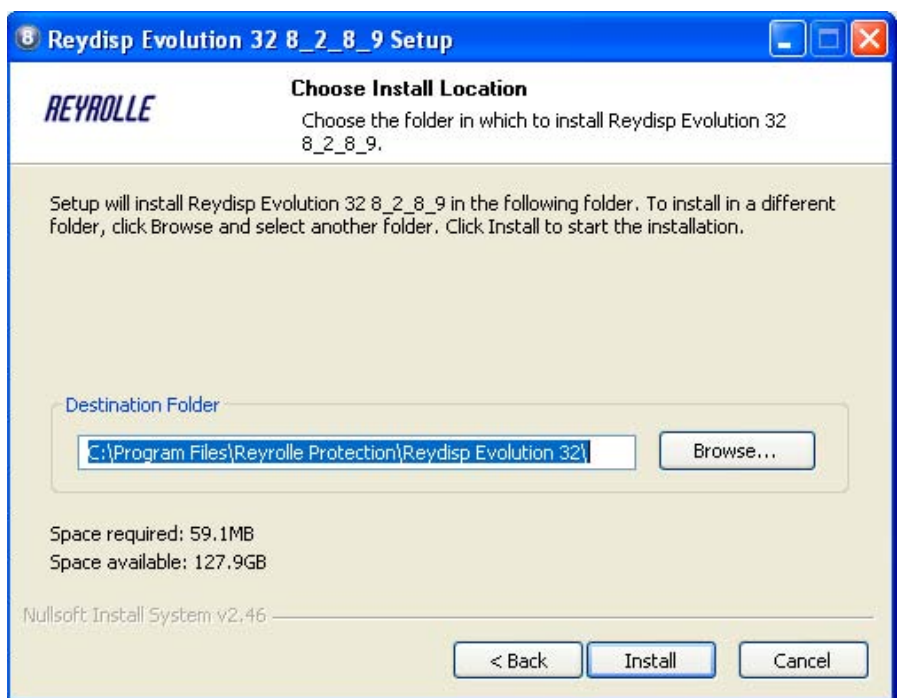 8 Reydisp Evolution 32 8_2_8_9 Setup
REYROLLE
Choose Install Location
Choose the folder in which to install Reydisp Evolution 32
8_2_8_9.
Setup will install Reydisp Evolution 32 8_2_8_9 in the following folder. To install in a different
folder, click Browse and select another folder. Click Install to start the installation.
Destination Folder
C:\Program Files\Reyrolle Protection\Reydisp Evolution 32\
Browse...
Space required: 59.1MB
Space available: 127.9GB
Nullsoft Install System v2.46
< Back Install Cancel